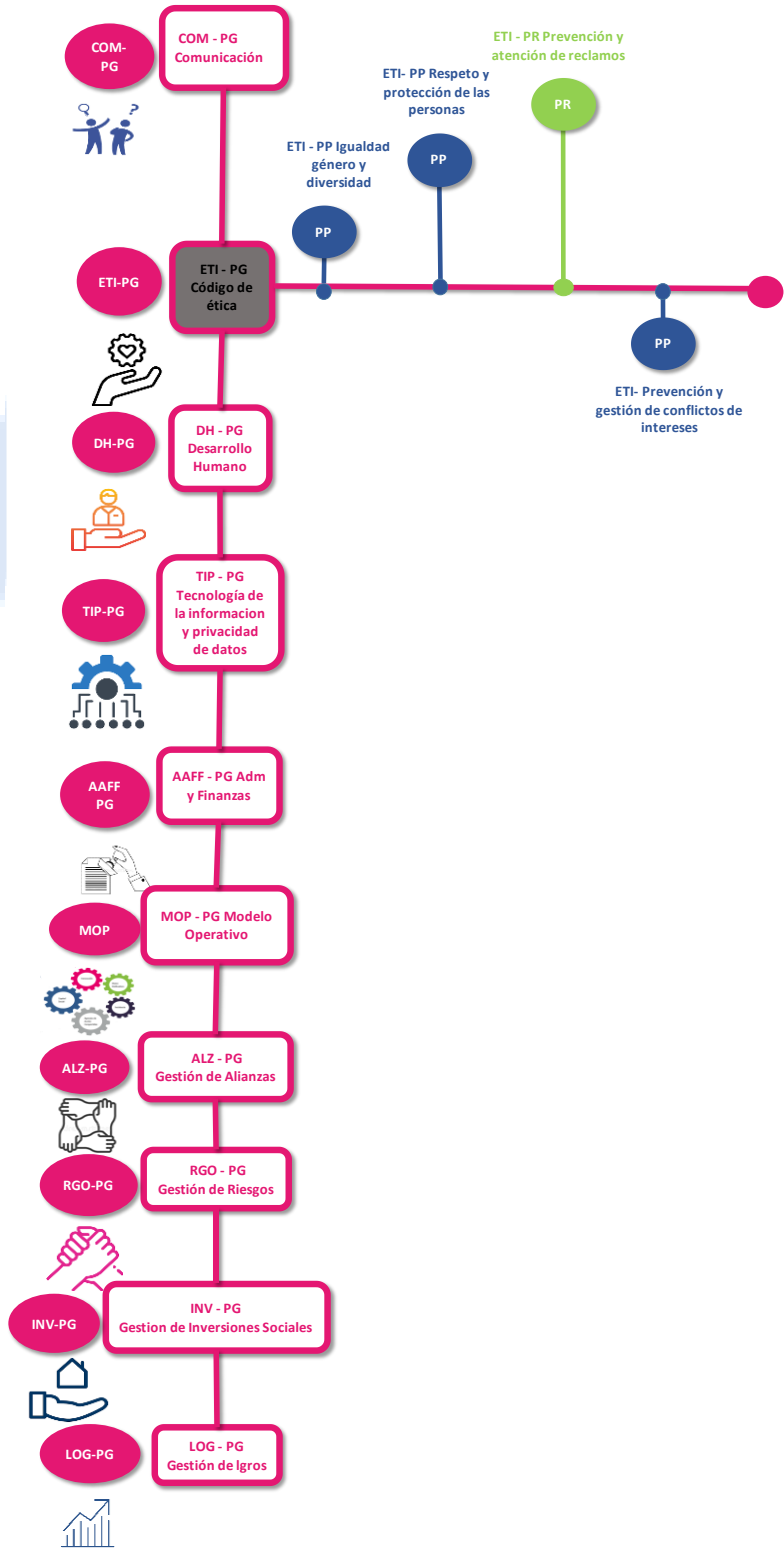 COM-
PG
COM - PG
Comunicación
ETI - PR Prevención y
atención de reclamos
ETI- PP Respeto y
protección de las
personas
PR
ETI - PP Igualdad
género y
diversidad
PP
PP
ETI-PG
ETI - PG
Código de
ética
PP
ETI- Prevención y
gestión de conflictos de
intereses
DH-PG
DH - PG
Desarrollo
Humano
TIP-PG
TIP - PG
Tecnología de
la informacion
y privacidad
de datos
AAFF
PG
AAFF - PG Adm
y Finanzas
MOP
MOP - PG Modelo
Operativo
ALZ-PG
ALZ - PG
Gestión de Alianzas
RGO-PG
RGO - PG
Gestión de Riesgos
INV-PG
INV - PG
Gestion de Inversiones Sociales
LOG-PG
LOG - PG
Gestión de lgros